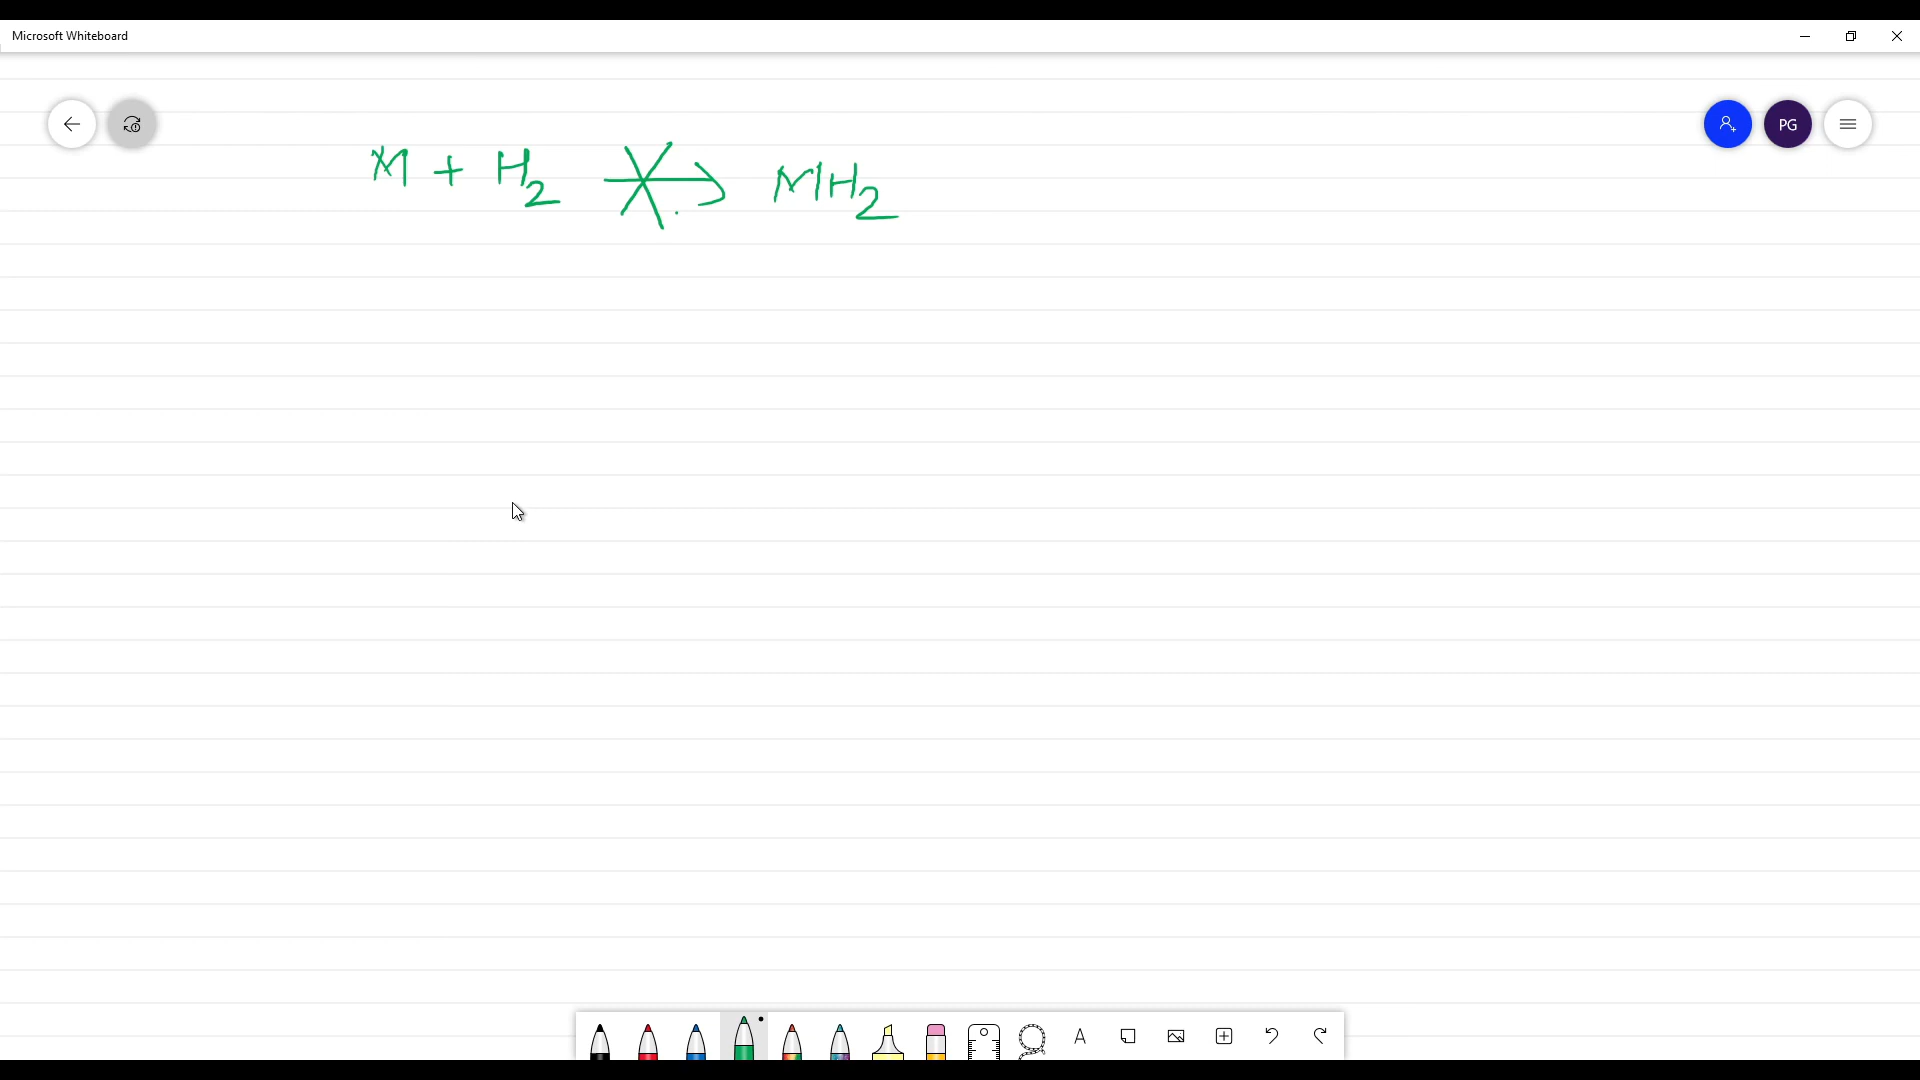 Microsoft Whiteboard
PG
M + H2 → MH2
A